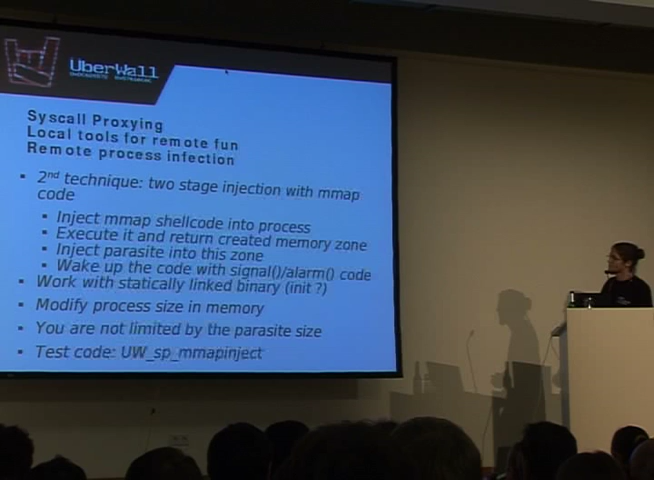 UberWall
Syscall Proxying
Local tools for remote fun
Remote process infection
2nd technique: two stage injection with mmap
code
Inject mmap shellcode into process
Execute it and return created memory zone
Inject parasite into this zone
Wake up the code with signal()/alarm() code
Work with statically linked binary (init ?)
Modify process size in memory
You are not limited by the parasite size
Test code: UW_sp_mmapinject